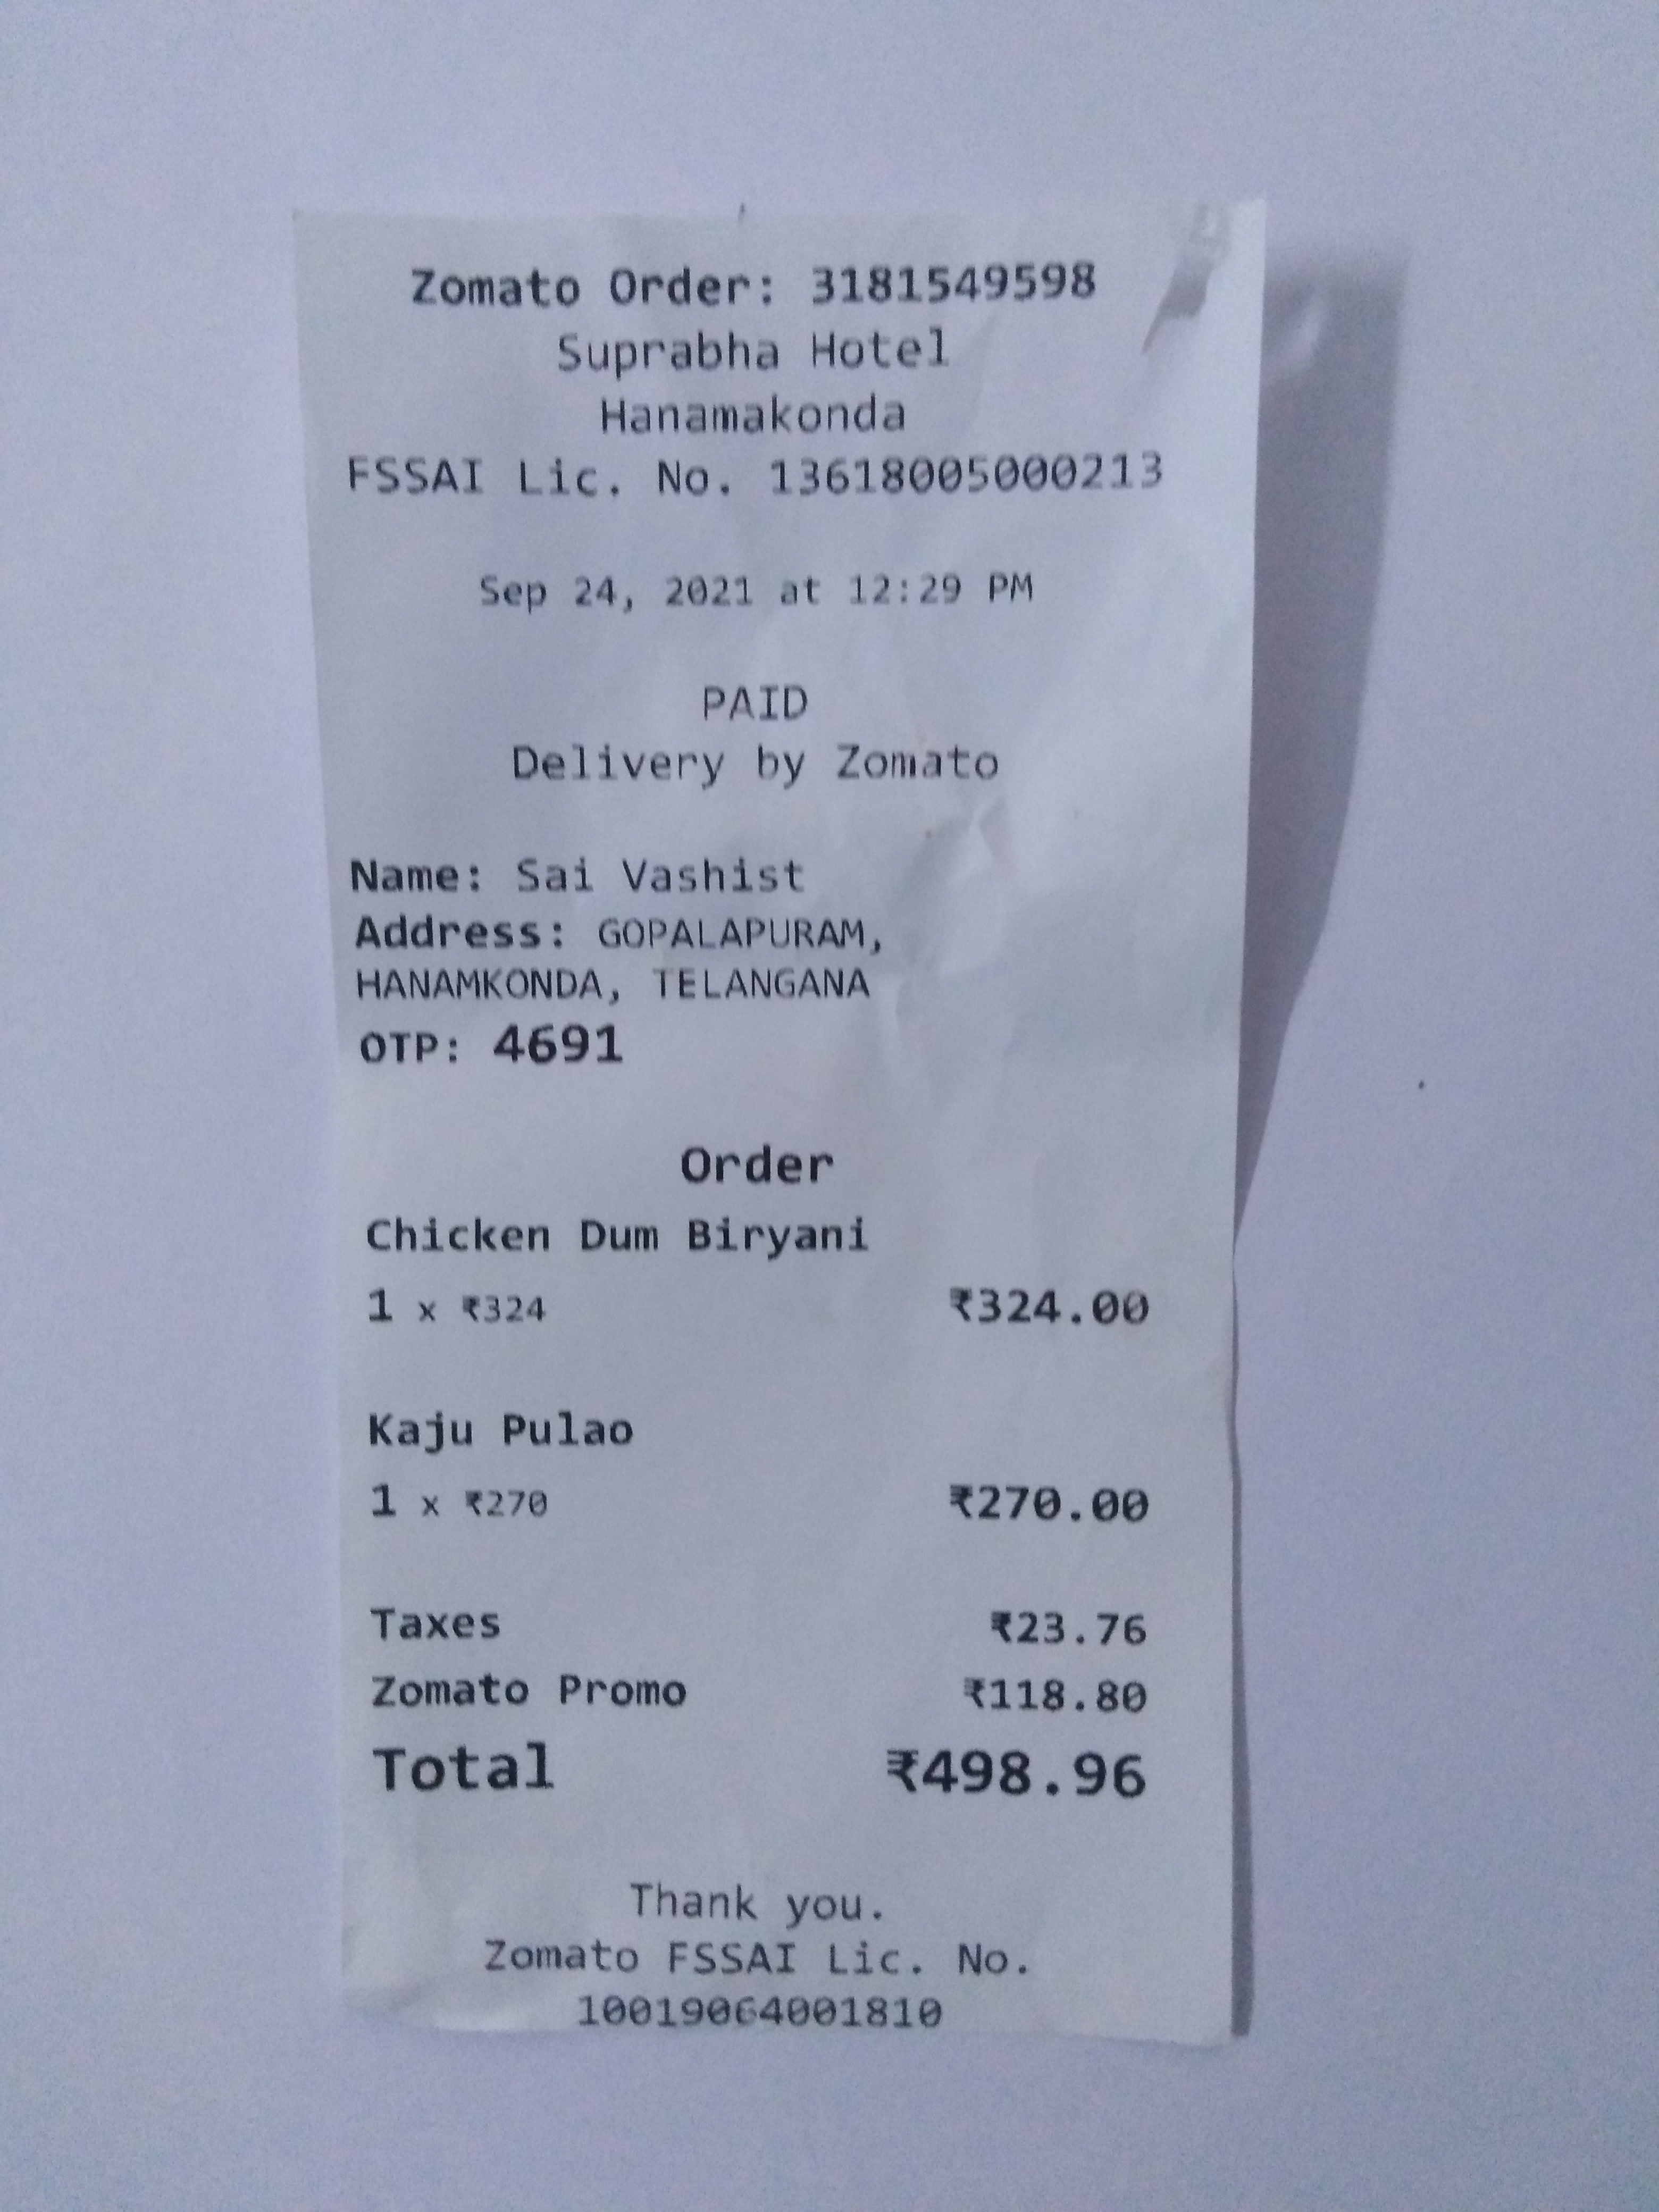 Zomato Order: 3181549598
Suprabha Hotel
Hanamakonda
FSSAI Lic. No. 13618005000213
Sep 24, 2021 at 12:29 PM
PAID
Delivery by Zomato
Name: Sai Vashist
Address: GOPALAPURAM,
HANAMKONDA, TELANGANA
OTP: 4691
Order
Chicken Dum Biryani
1 x ₹324 ₹324.00
Kaju Pulao
1 x ₹270 ₹270.00
Taxes ₹23.76
Zomato Promo ₹118.80
Total ₹498.96
Thank you.
Zomato FSSAI Lic. No.
10019064001810